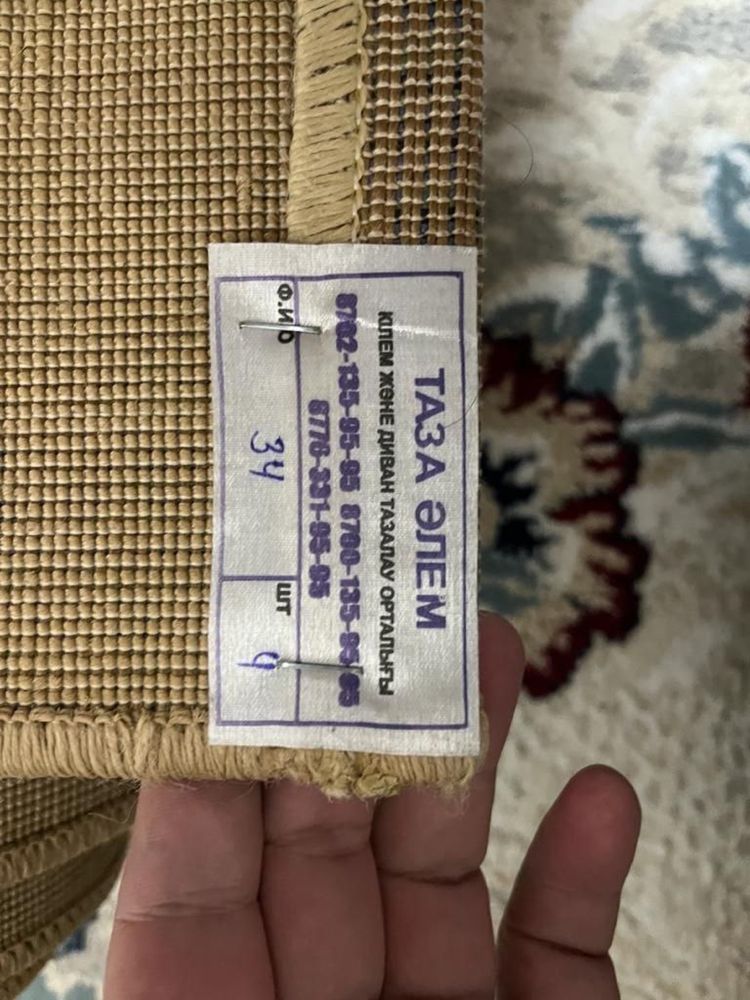 ТАЗА ӘЛЕМ
КІЛЕМ ЖӘНЕ ДИВАН ТАЗАЛАУ ОРТАЛЫҒЫ
8702-135-95-95 8700-135-95-95
8776-331-95-95
Ф.И.О 34 ШТ 4